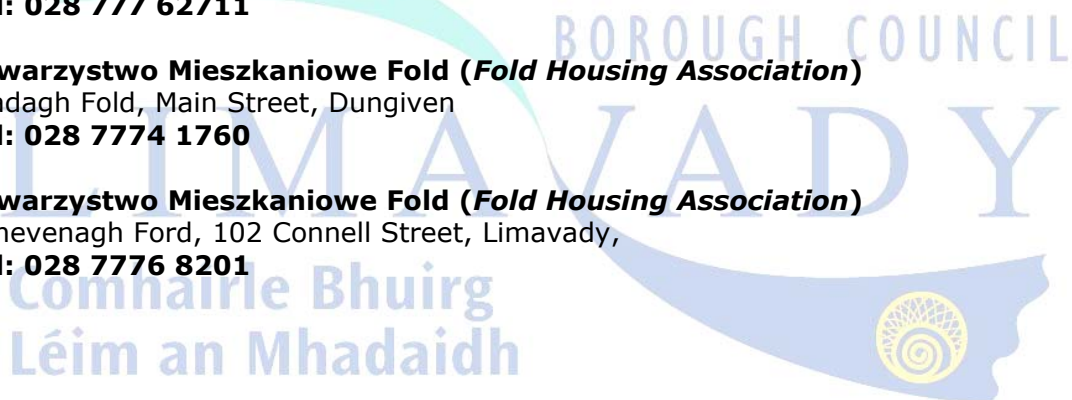 : 028 777 62711
BOROUGH COUNCIL
warzystwo Mieszkaniowe Fold (Fold Housing Association)
dagh Fold, Main Street, Dungiven
: 028 7774 1760
LIMAVADY
warzystwo Mieszkaniowe Fold (Fold Housing Association)
nevenagh Ford, 102 Connell Street, Limavady,
: 028 7776 8201
Comhairle Bhuirg
Léim an Mhadaidh